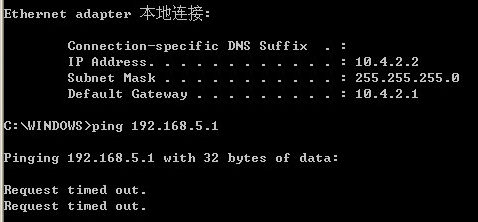 Ethernet adapter 本地连接:
Connection-specific DNS Suffix  . :
IP Address. . . . . . . . . . . . : 10.4.2.2
Subnet Mask . . . . . . . . . . . : 255.255.255.0
Default Gateway . . . . . . . . . : 10.4.2.1
C:\WINDOWS>ping 192.168.5.1
Pinging 192.168.5.1 with 32 bytes of data:
Request timed out.
Request timed out.